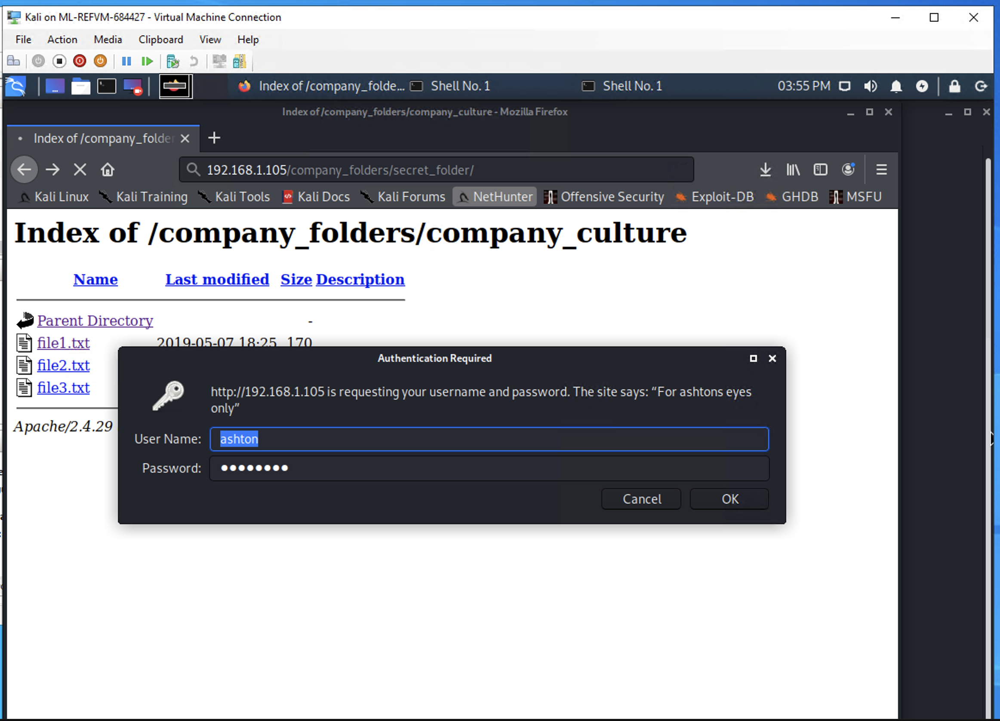 Kali on ML-REFVM-684427 - Virtual Machine Connection
File Action Media Clipboard View Help
Index of /company_folde... Shell No. 1 Shell No. 1 03:55 PM
Index of /company_folders/company_culture - Mozilla Firefox
Index of /company_folder
192.168.1.105/company_folders/secret_folder/
Kali Linux Kali Training Kali Tools Kali Docs Kali Forums NetHunter Offensive Security Exploit-DB GHDB MSFU
Index of /company_folders/company_culture
Name Last modified Size Description
Parent Directory -
file1.txt 2019-05-07 18:25 170
file2.txt
file3.txt
Apache/2.4.29
Authentication Required
http://192.168.1.105 is requesting your username and password. The site says: “For ashtons eyes
only”
User Name: ashton
Password: ••••••••
Cancel OK